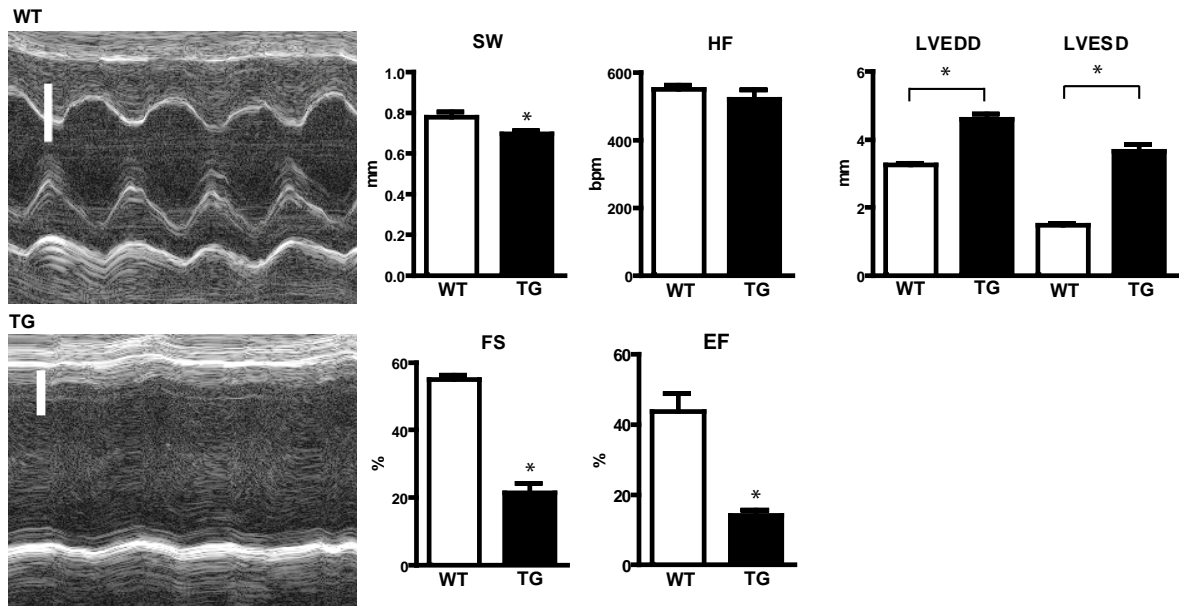 WT
SW
1.0
0.8
0.6
0.4
0.2
0.0
mm
*
WT TG
HF
600
400
200
0
bpm
WT TG
LVEDD LVESD
6
4
2
0
mm
* *
WT TG WT TG
TG
FS
60
40
20
0
%
*
WT TG
EF
60
40
20
0
%
*
WT TG